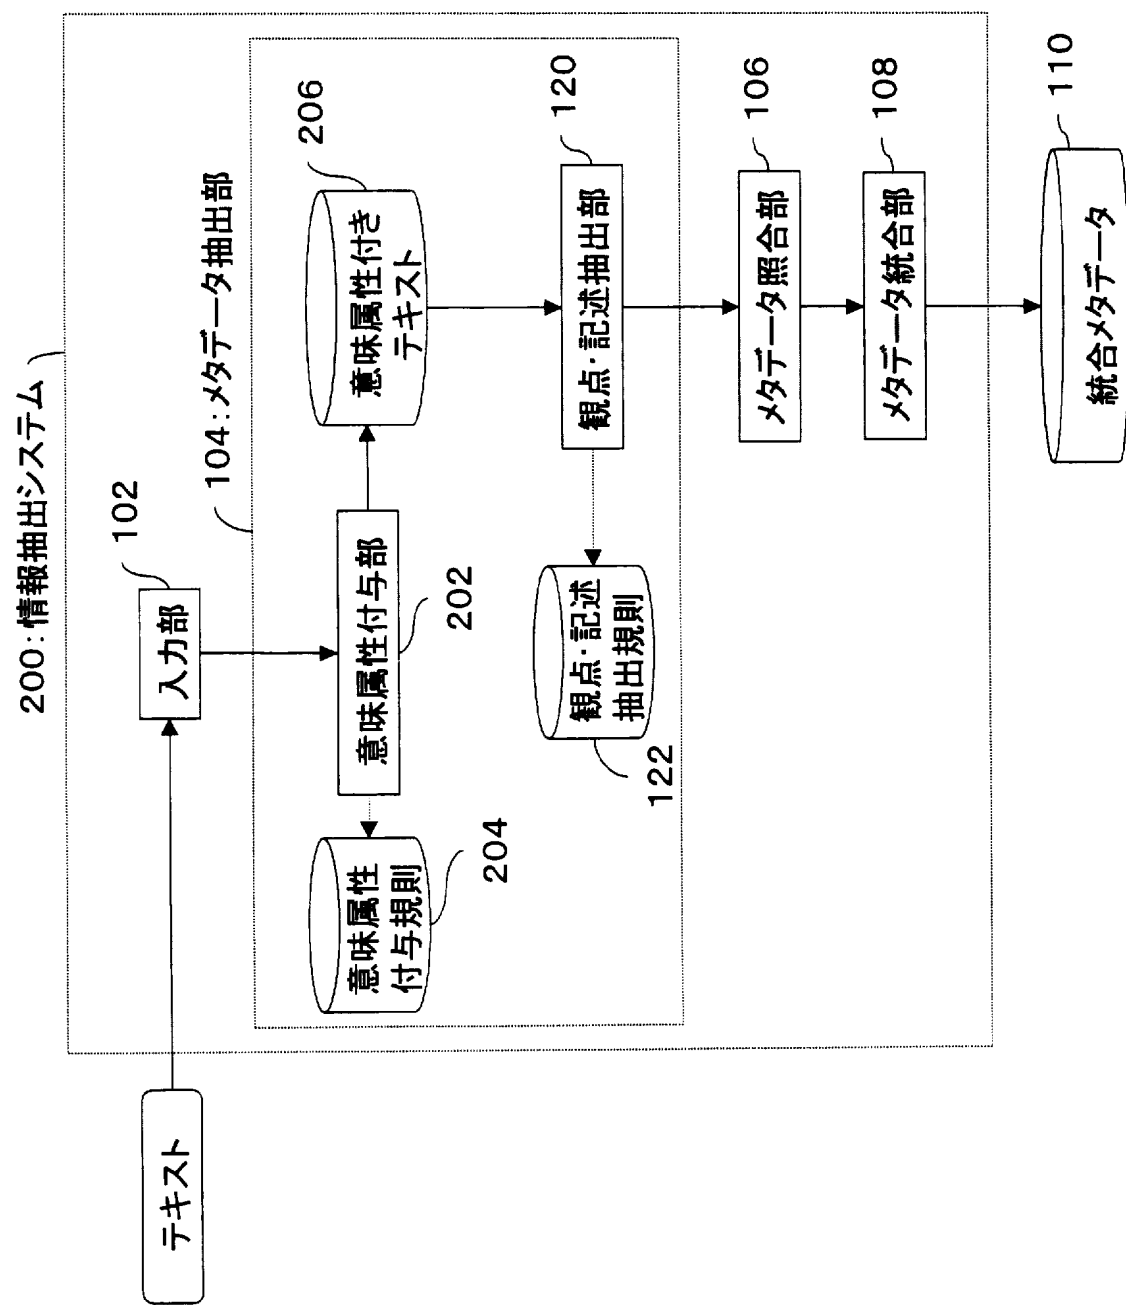 200:情報抽出システム
テキスト
入力部
102
104:メタデータ抽出部
意味属性
付与規則
204
意味属性付与部
202
意味属性付き
テキスト
206
観点・記述
抽出規則
122
観点・記述抽出部
120
メタデータ照合部
106
メタデータ統合部
108
統合メタデータ
110